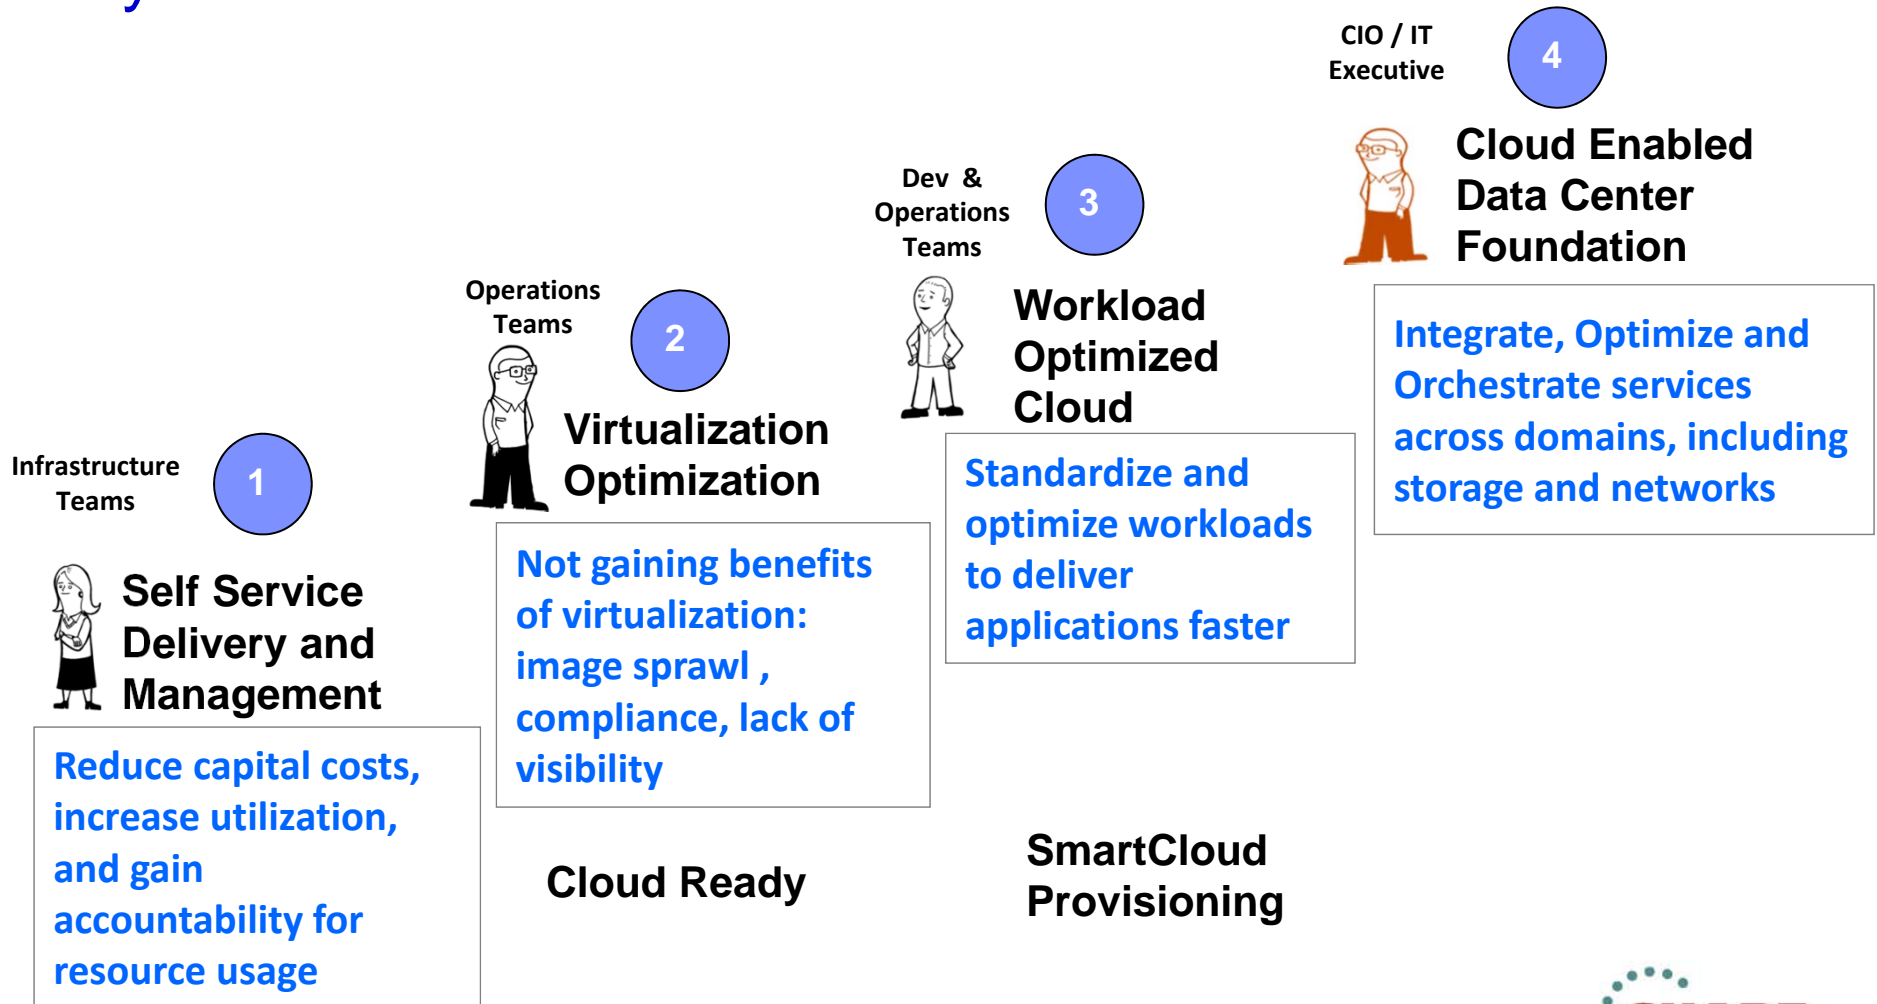 CIO / IT
Executive
4
Cloud Enabled
Data Center
Foundation
Integrate, Optimize and
Orchestrate services
across domains, including
storage and networks
Dev &
Operations
Teams
3
Workload
Optimized
Cloud
Standardize and
optimize workloads
to deliver
applications faster
Operations
Teams
2
Virtualization
Optimization
Not gaining benefits
of virtualization:
image sprawl ,
compliance, lack of
visibility
Infrastructure
Teams
1
Self Service
Delivery and
Management
Reduce capital costs,
increase utilization,
and gain
accountability for
resource usage
Cloud Ready
SmartCloud
Provisioning